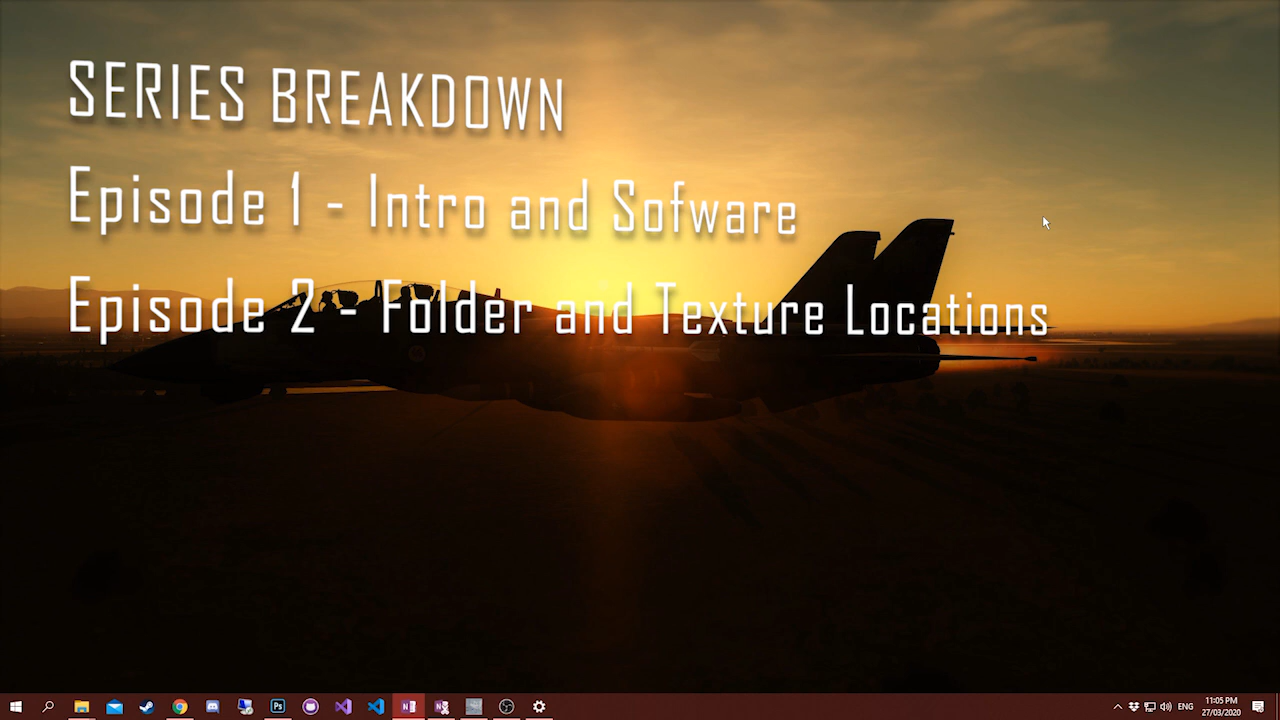 SERIES BREAKDOWN
Episode 1 - Intro and Sofware
Episode 2 - Folder and Texture Locations
ENG
11:05 PM
27/03/2020